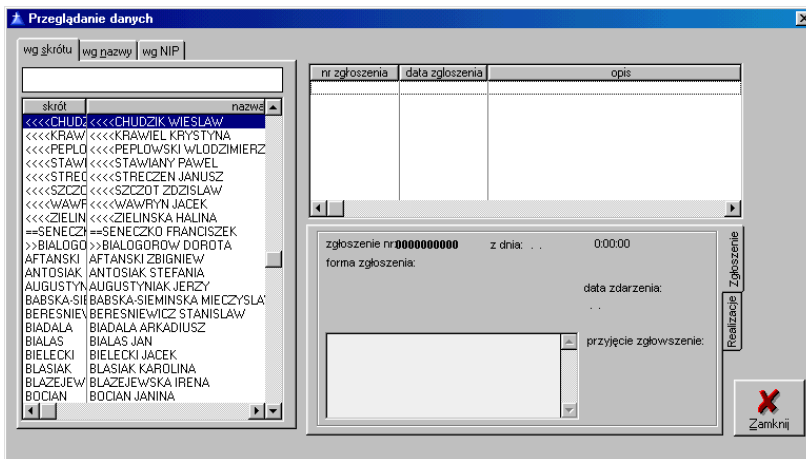 Przeglądanie danych
wg skrótu wg nazwy wg NIP
skrót nazwa
<<<<CHUDZ <<<<CHUDZIK WIESLAW
<<<<KRAW <<<<KRAWIEL KRYSTYNA
<<<<PEPLO <<<<PEPLOWSKI WLODZIMIERZ
<<<<STAWI <<<<STAWIANY PAWEL
<<<<STREC <<<<STRECZEN JANUSZ
<<<<SZCZO <<<<SZCZOT ZDZISLAW
<<<<WAWR <<<<WAWRYN JACEK
<<<<ZIELIN <<<<ZIELINSKA HALINA
==SENECZK ==SENECZKO FRANCISZEK
>>BIALOGO >>BIALOGOROW DOROTA
AFTANSKI AFTANSKI ZBIGNIEW
ANTOSIAK ANTOSIAK STEFANIA
AUGUSTYN AUGUSTYNIAK JERZY
BABSKA-SIE BABSKA-SIEMINSKA MIECZYSLA
BERESNIEW BERESNIEWICZ STANISLAW
BIADALA BIADALA ARKADIUSZ
BIALAS BIALAS JAN
BIELECKI BIELECKI JACEK
BLASIAK BLASIAK KAROLINA
BLAZEJEW BLAZEJEWSKA IRENA
BOCIAN BOCIAN JANINA
nr zgłoszenia data zgloszenia opis
zgłoszenie nr: 0000000000 z dnia: . . 0:00:00
forma zgłoszenia:
data zdarzenia:
. .
przyjęcie zgłowszenie:
Zgłoszenie
Realizacje
Zamknij